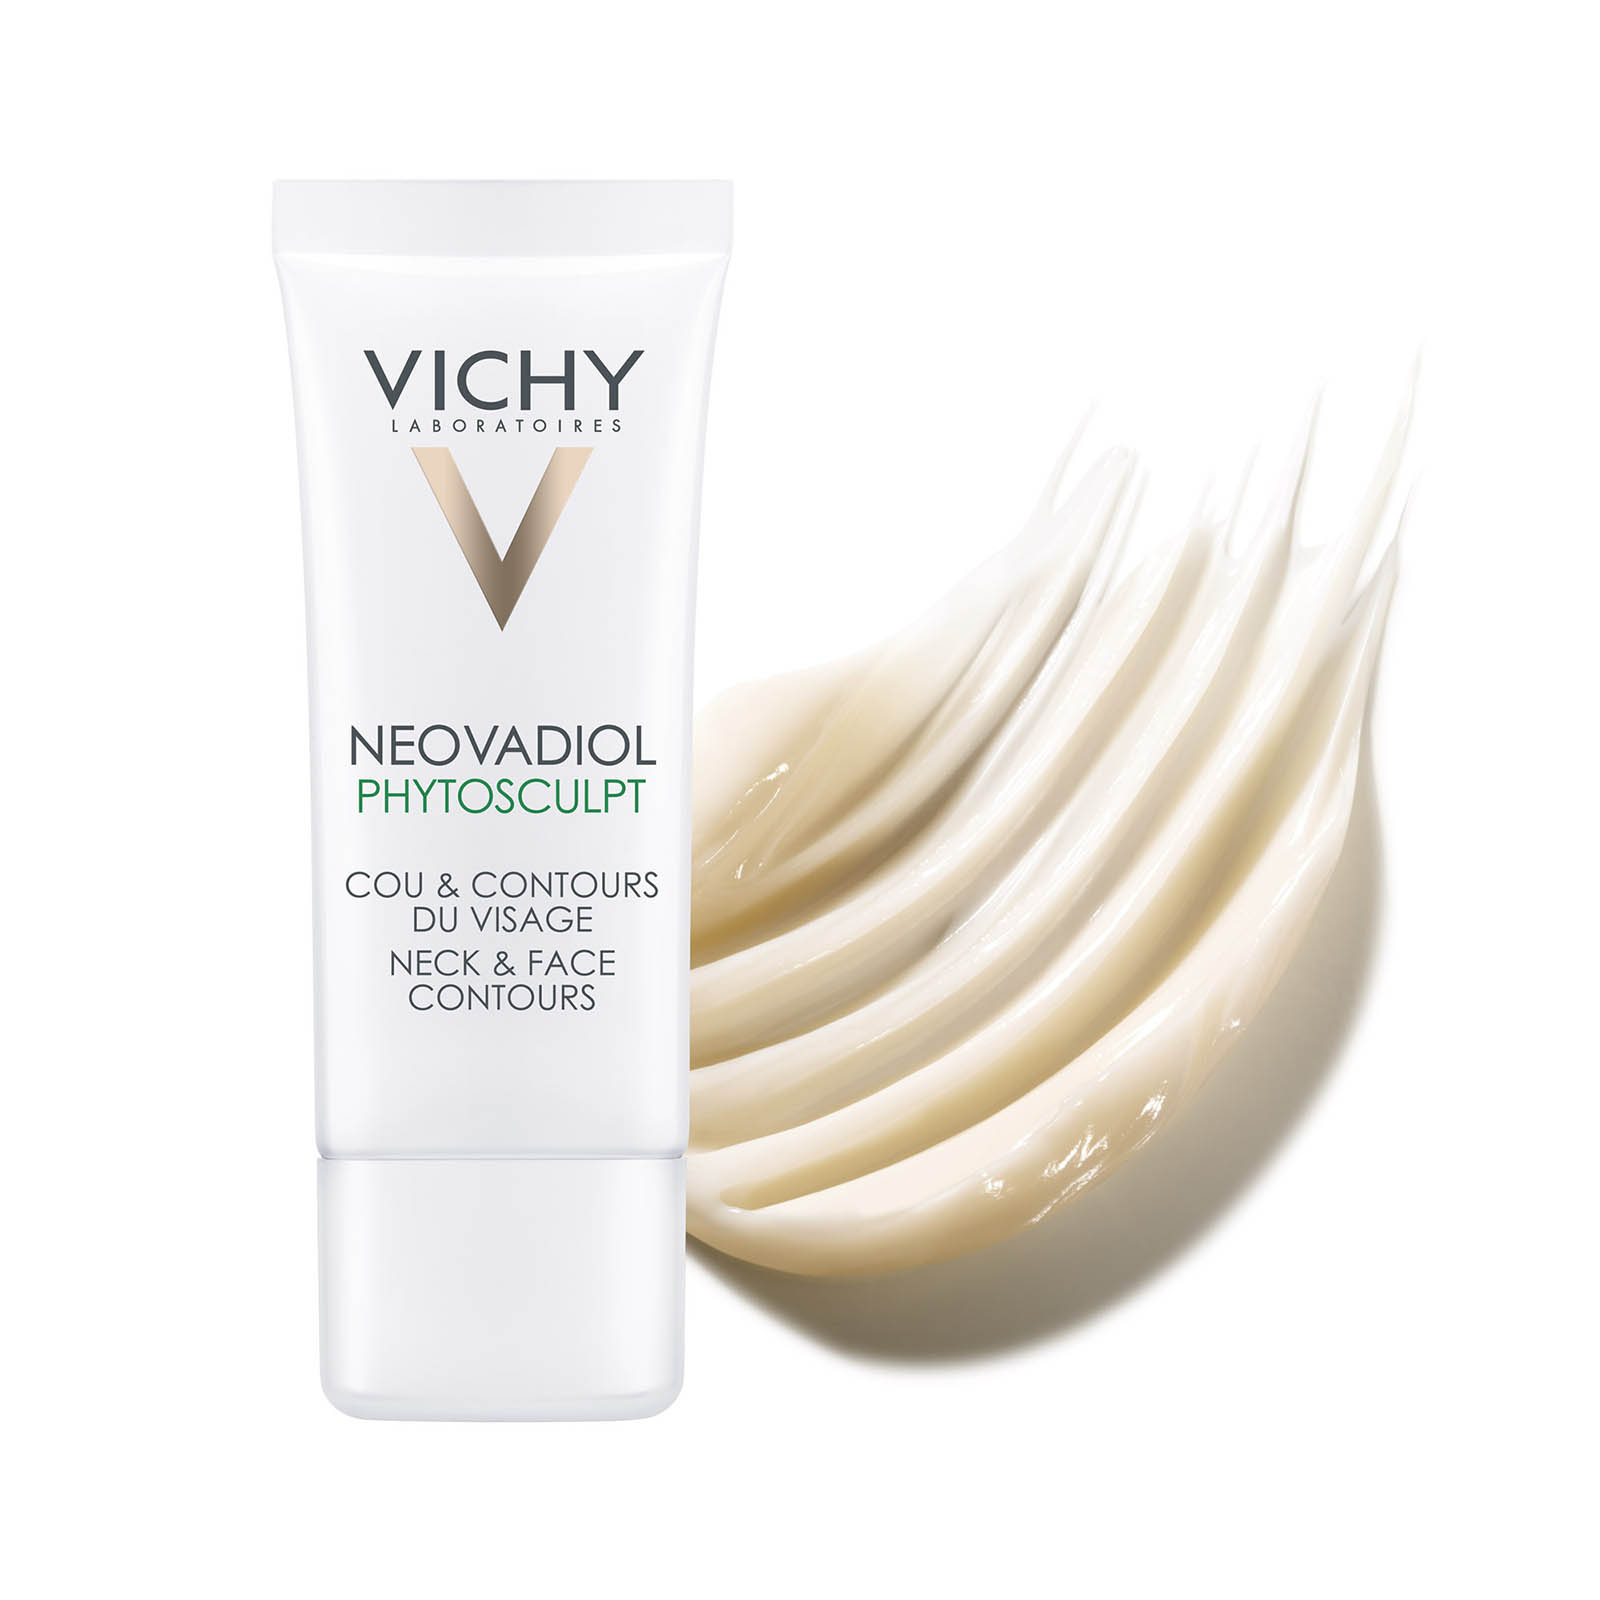 VICHY
LABORATOIRES
NEOVADIOL
PHYTOSCULPT
COU & CONTOURS
DU VISAGE
NECK & FACE
CONTOURS